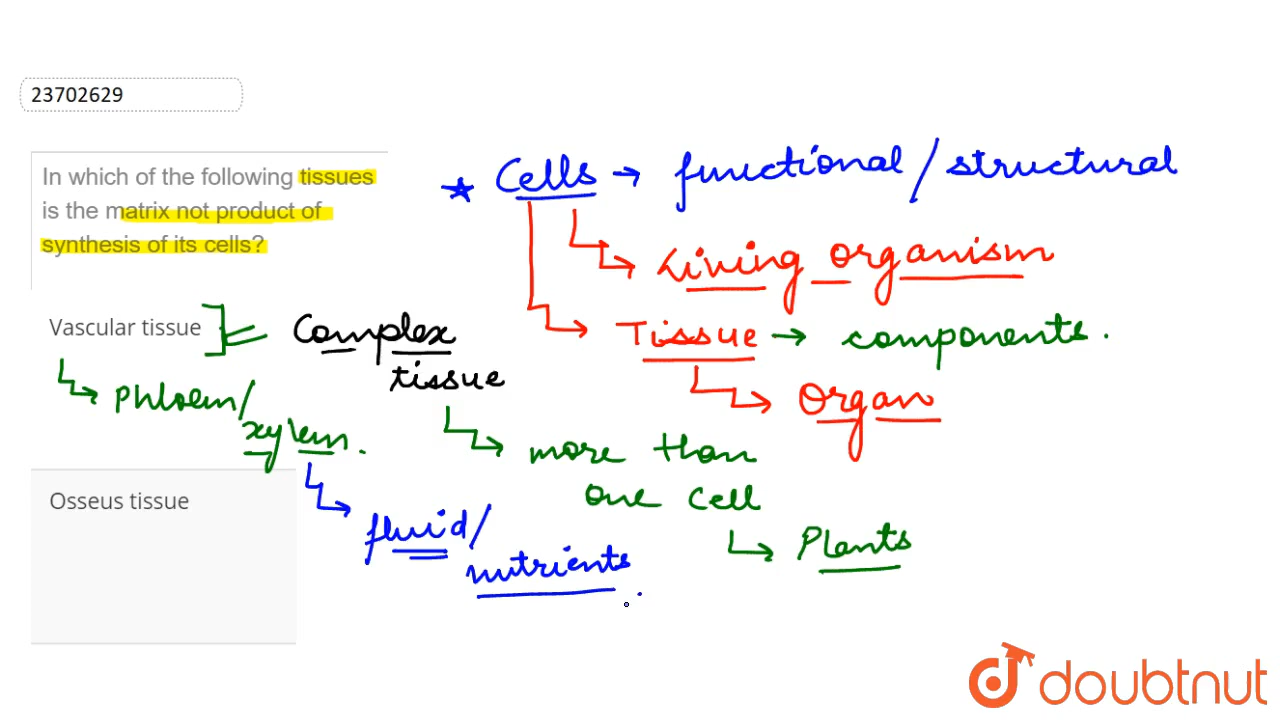 23702629
In which of the following tissues
is the matrix not product of
synthesis of its cells?
Cells → functional / structural
Living organism
Tissue → components.
Organ
Vascular tissue
Complex
tissue
Phloem/
xylem.
more than
one cell
Plants
Osseus tissue
fluid/
nutrients
doubtnut